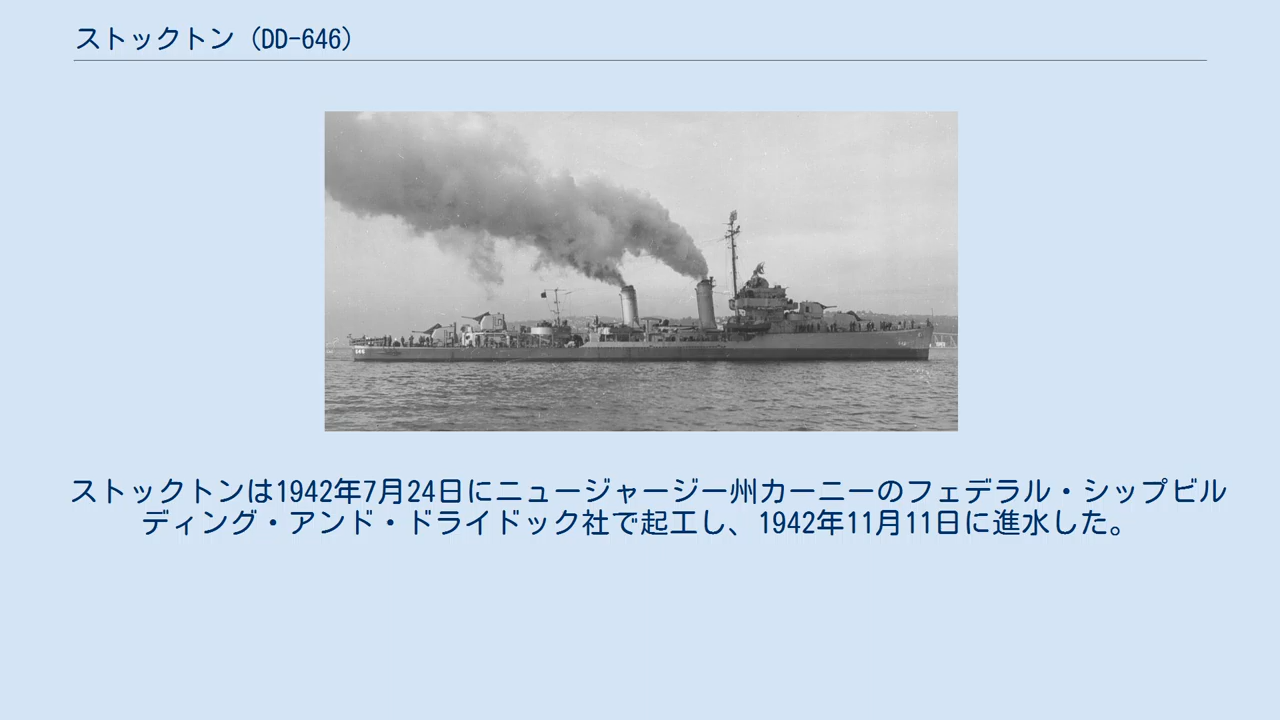 ストックトン（DD-646）
ストックトンは1942年7月24日にニュージャージー州カーニーのフェデラル・シップビル
ディング・アンド・ドライドック社で起工し、1942年11月11日に進水した。